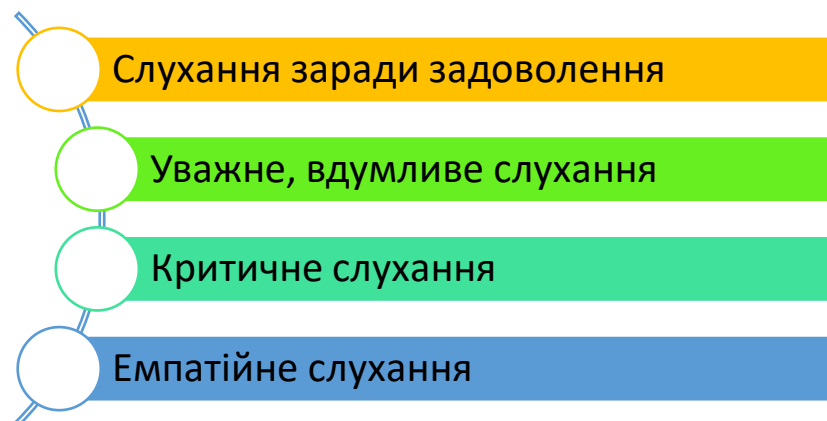 Слухання заради задоволення
Уважне, вдумливе слухання
Критичне слухання
Емпатійне слухання